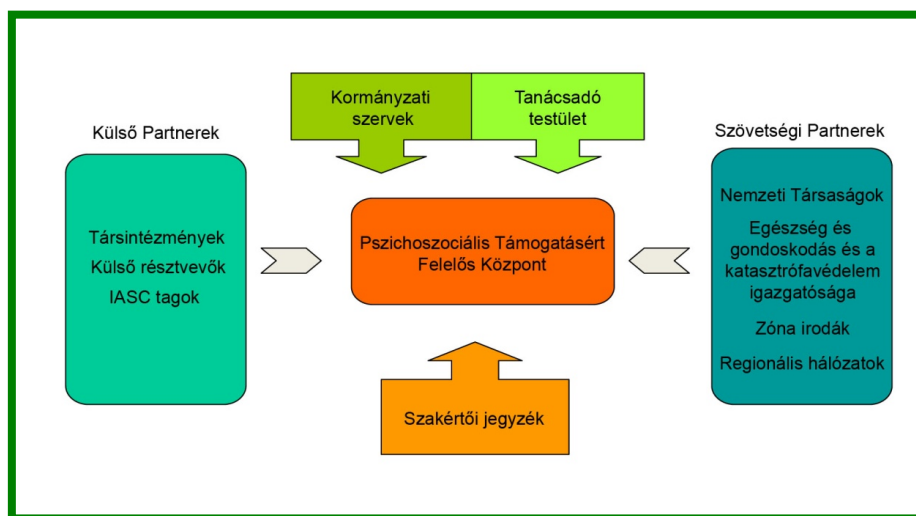 Kormányzati
szervek
Tanácsadó
testület
Külső Partnerek
Társintézmények
Külső résztvevők
IASC tagok
Pszichoszociális Támogatásért
Felelős Központ
Szövetségi Partnerek
Nemzeti Társaságok
Egészség és
gondoskodás és a
katasztrófavédelem
igazgatósága
Zóna irodák
Regionális hálózatok
Szakértői jegyzék